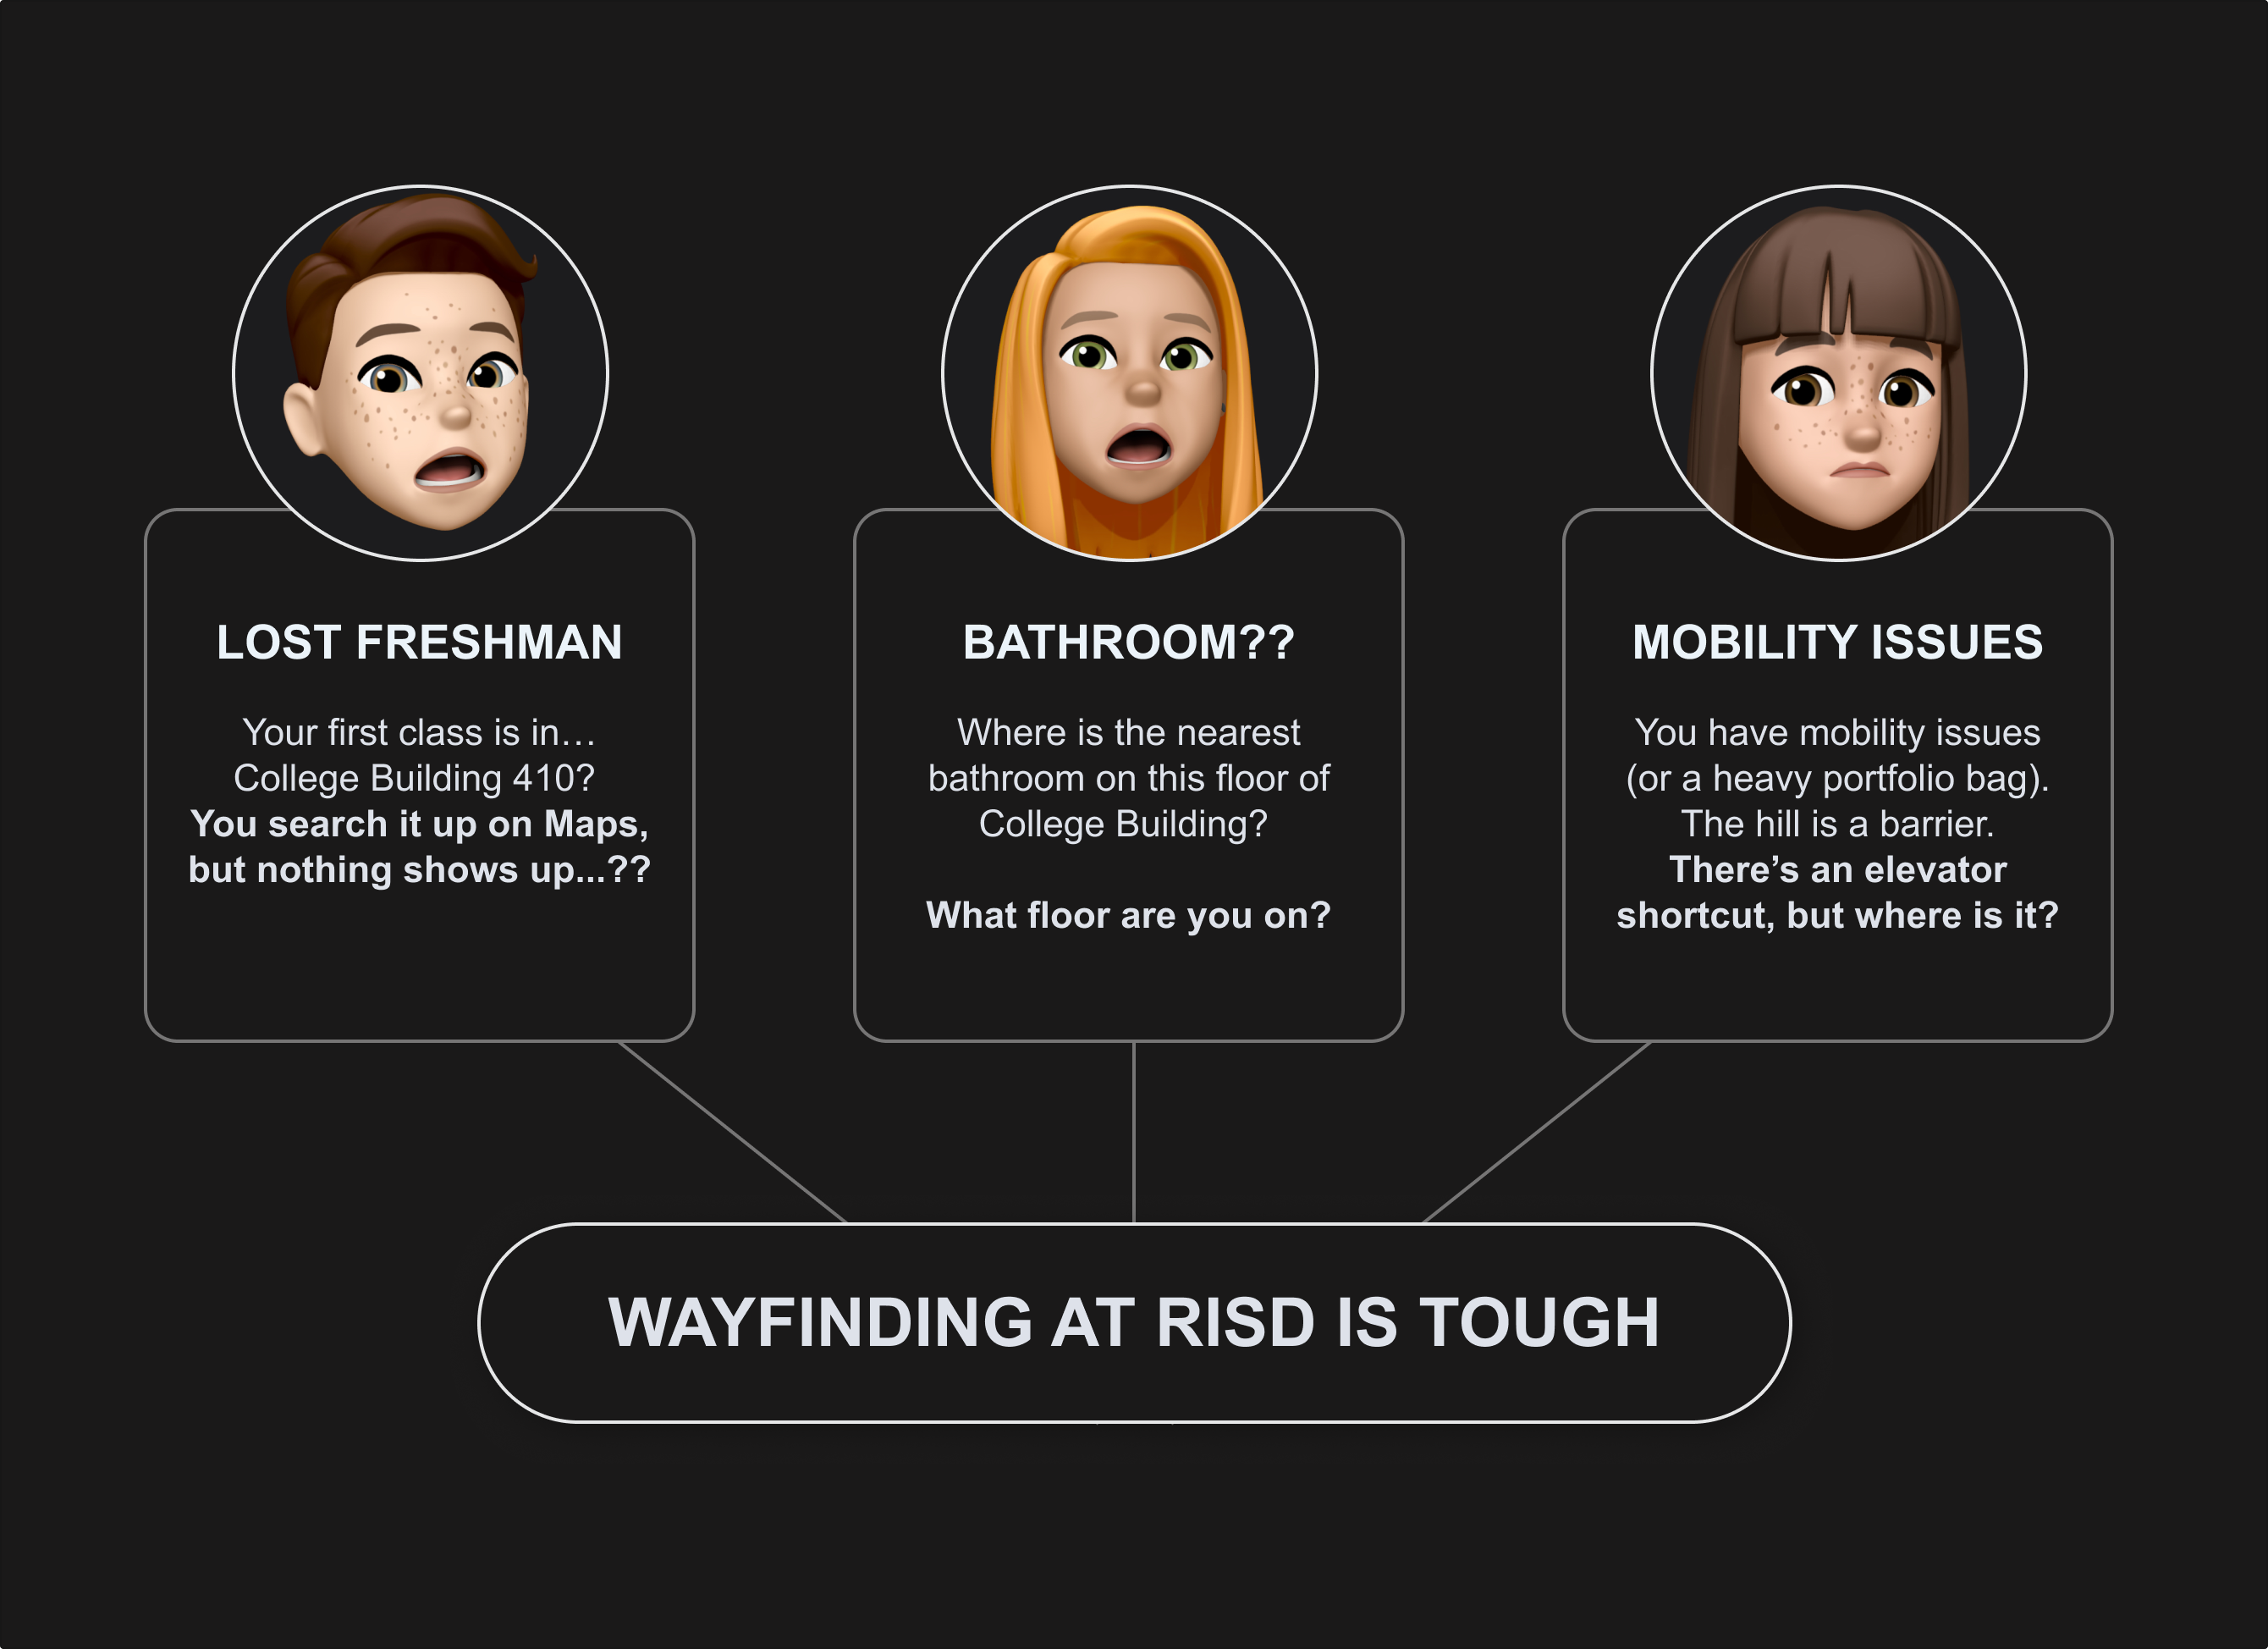 LOST FRESHMAN
Your first class is in…
College Building 410?
You search it up on Maps,
but nothing shows up...??
BATHROOM??
Where is the nearest
bathroom on this floor of
College Building?
What floor are you on?
MOBILITY ISSUES
You have mobility issues
(or a heavy portfolio bag).
The hill is a barrier.
There’s an elevator
shortcut, but where is it?
WAYFINDING AT RISD IS TOUGH